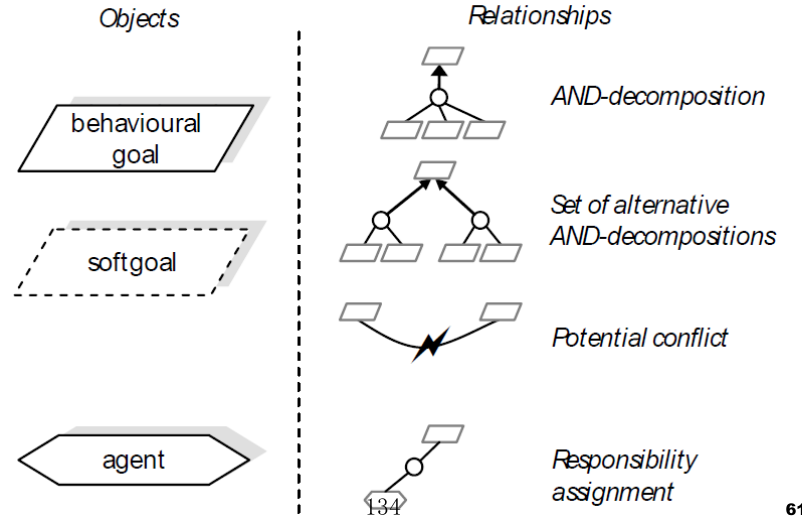 Objects
Relationships
behavioural
goal
AND-decomposition
softgoal
Set of alternative
AND-decompositions
Potential conflict
agent
Responsibility
assignment
134
61